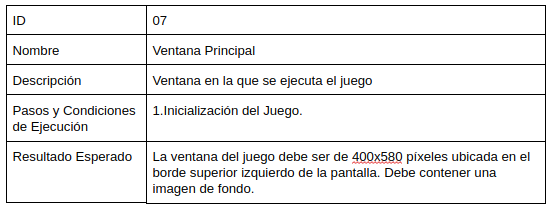 ID 07
Nombre Ventana Principal
Descripción Ventana en la que se ejecuta el juego
Pasos y Condiciones de Ejecución 1.Inicialización del Juego.
Resultado Esperado La ventana del juego debe ser de 400x580 píxeles ubicada en el
borde superior izquierdo de la pantalla. Debe contener una
imagen de fondo.